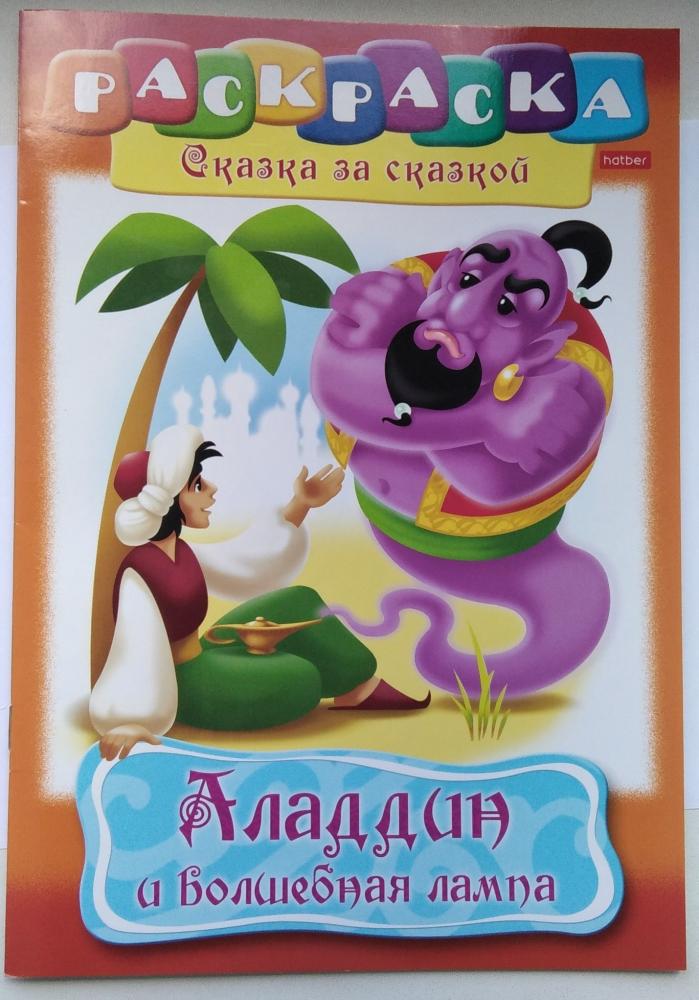 РАСКРАСКА
Сказка за сказкой
hatber
Аладдин
и волшебная лампа